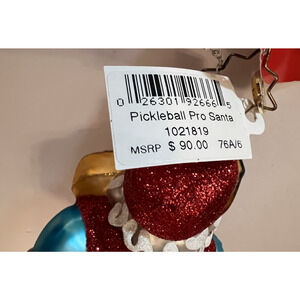 0 26301 92666 5
Pickleball Pro Santa
1021819
MSRP $ 90.00 76A/6